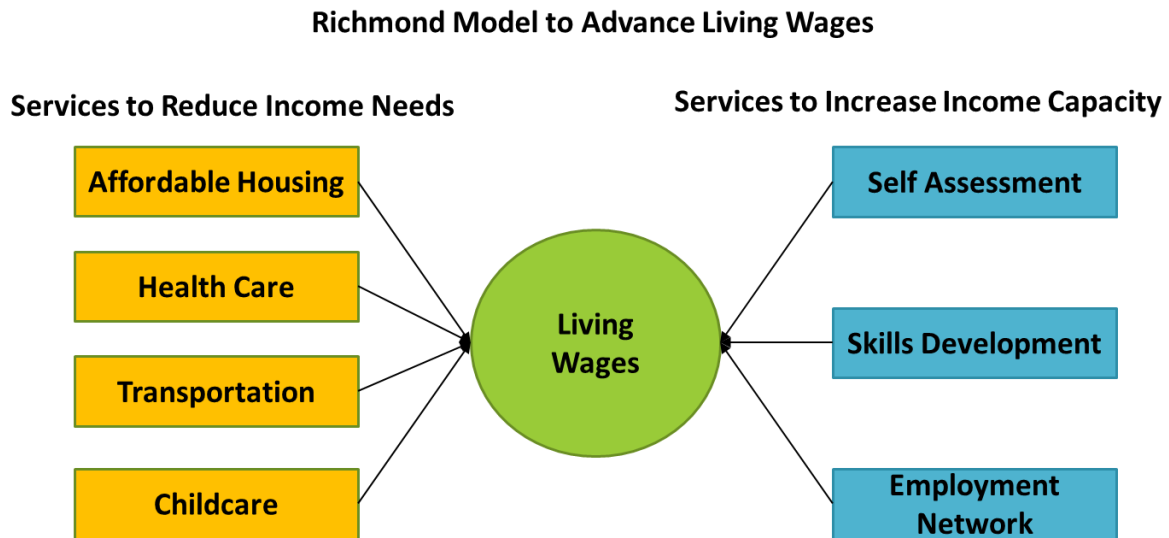 Richmond Model to Advance Living Wages
Services to Reduce Income Needs
Affordable Housing
Health Care
Transportation
Childcare
Living
Wages
Services to Increase Income Capacity
Self Assessment
Skills Development
Employment
Network